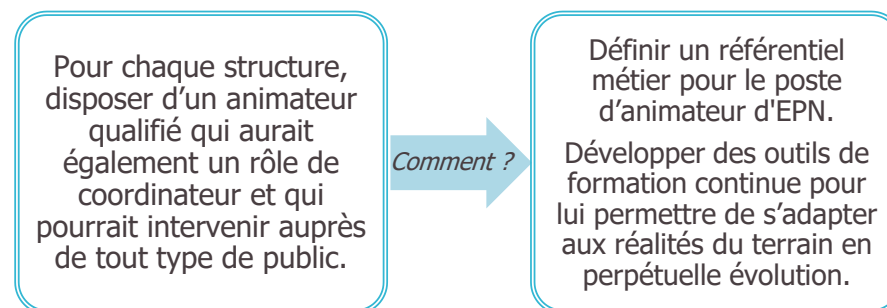 Pour chaque structure,
disposer d’un animateur
qualifié qui aurait
également un rôle de
coordinateur et qui
pourrait intervenir auprès
de tout type de public.
Comment ?
Définir un référentiel
métier pour le poste
d’animateur d'EPN.
Développer des outils de
formation continue pour
lui permettre de s’adapter
aux réalités du terrain en
perpétuelle évolution.